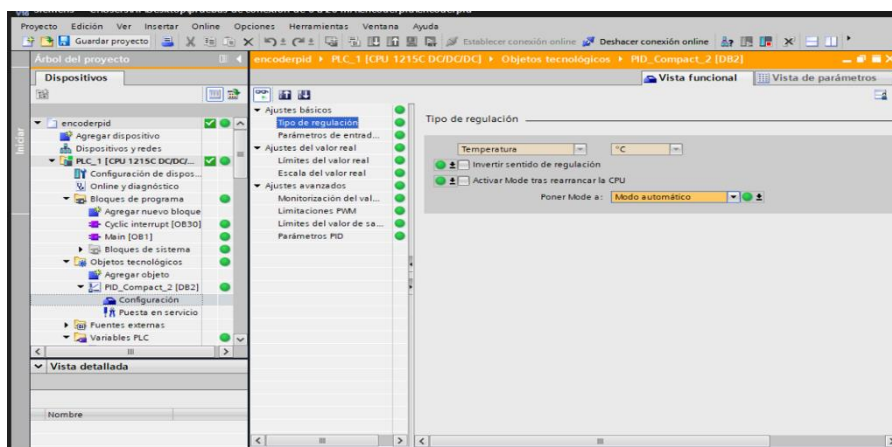 Proyecto Edición Ver Insertar Online Opciones Herramientas Ventana Ayuda
Guardar proyecto Establecer conexión online Deshacer conexión online
Árbol del proyecto
encoderpid PLC_1 [CPU 1215C DC/DC/DC] Objetos tecnológicos PID_Compact_2 [DB2]
Dispositivos
Vista funcional Vista de parámetros
Iniciar
encoderpid
Agregar dispositivo
Dispositivos y redes
PLC_1 [CPU 1215C DC/DC/...
Configuración de dispos...
Online y diagnóstico
Bloques de programa
Agregar nuevo bloque
Cyclic interrupt [OB30]
Main [OB1]
Bloques de sistema
Objetos tecnológicos
Agregar objeto
PID_Compact_2 [DB2]
Configuración
Puesta en servicio
Fuentes externas
Variables PLC
Vista detallada
Nombre
Ajustes básicos
Tipo de regulación
Parámetros de entrad...
Ajustes del valor real
Límites del valor real
Escala del valor real
Ajustes avanzados
Monitorización del val...
Limitaciones PWM
Límites del valor de sa...
Parámetros PID
Tipo de regulación
Temperatura °C
Invertir sentido de regulación
Activar Mode tras rearrancar la CPU
Poner Mode a: Modo automático